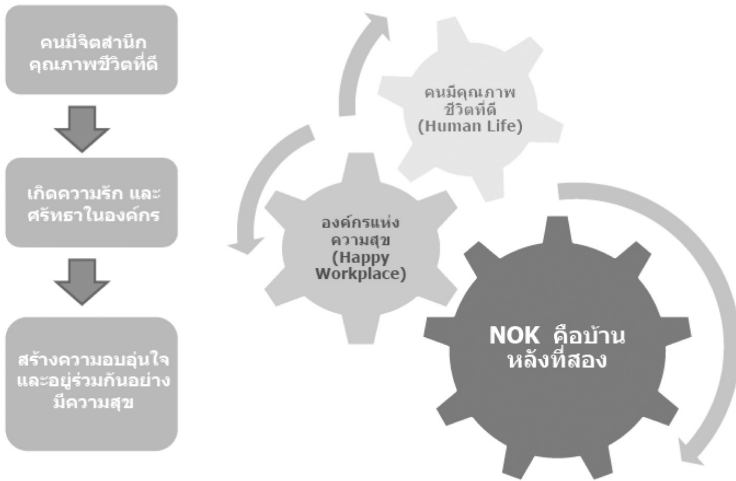 คนมีจิตสำนึก
คุณภาพชีวิตที่ดี
เกิดความรัก และ
ศรัทธาในองค์กร
สร้างความอบอุ่นใจ
และอยู่ร่วมกันอย่าง
มีความสุข
คนมีคุณภาพ
ชีวิตที่ดี
(Human Life)
องค์กรแห่ง
ความสุข
(Happy
Workplace)
NOK คือบ้าน
หลังที่สอง